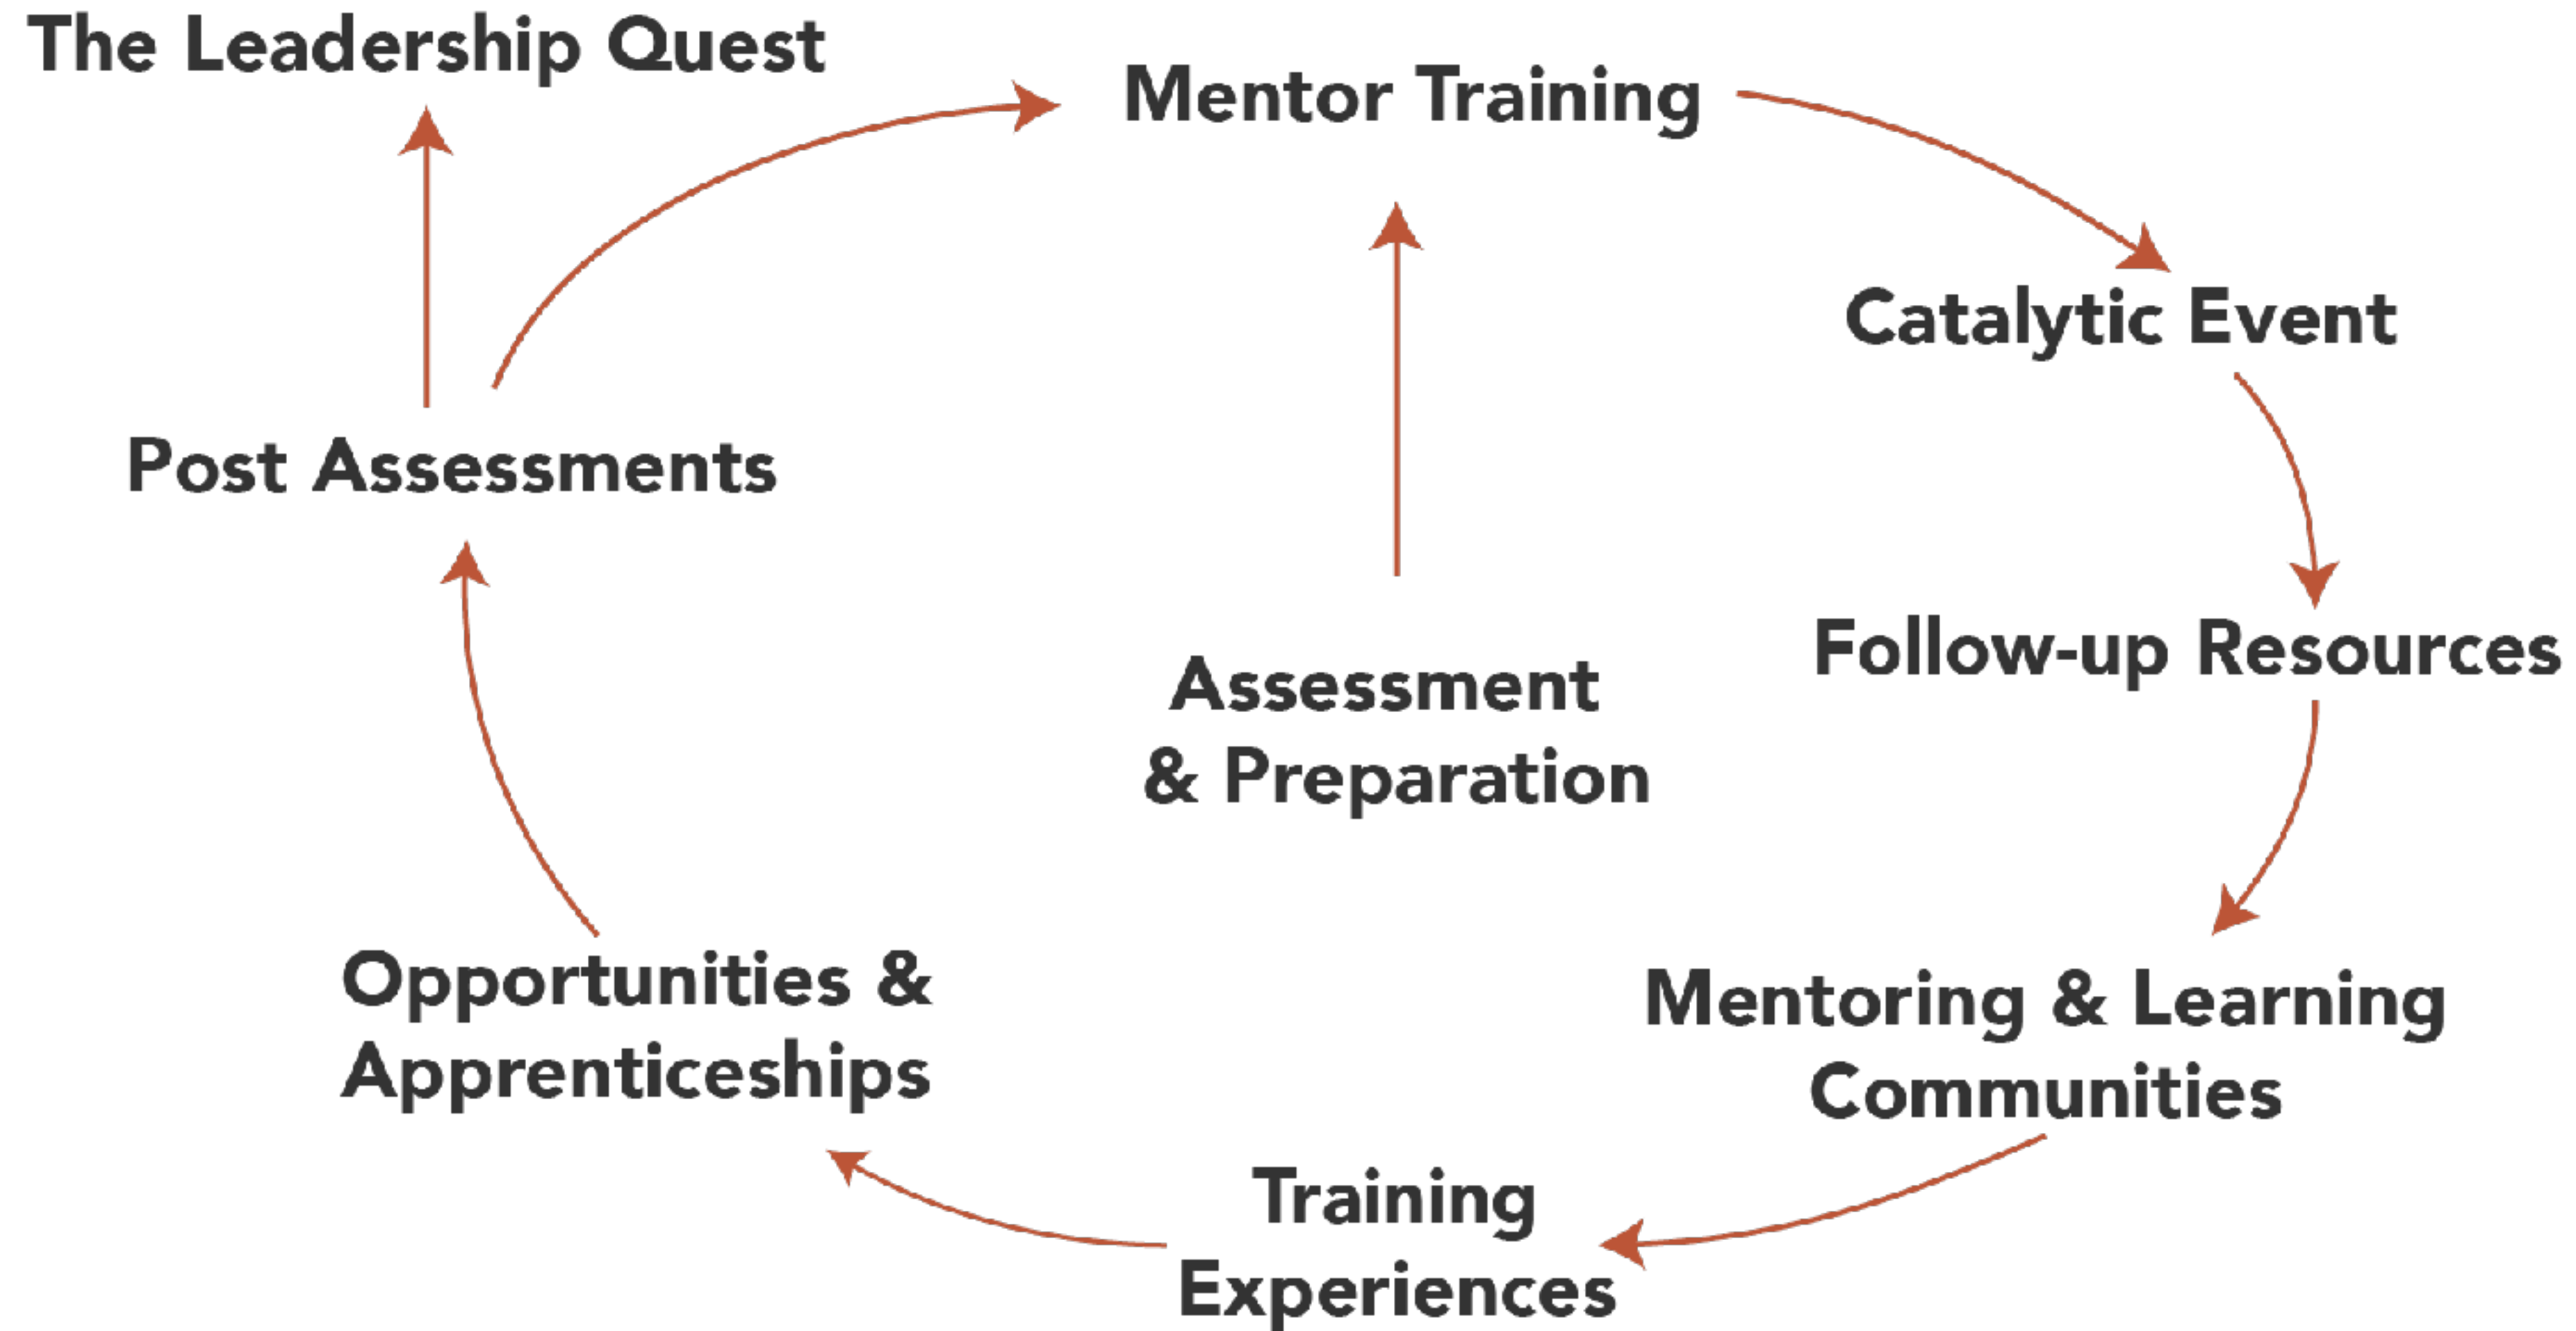 The Leadership Quest
Mentor Training
Catalytic Event
Post Assessments
Follow-up Resources
Assessment
& Preparation
Opportunities &
Apprenticeships
Mentoring & Learning
Communities
Training
Experiences